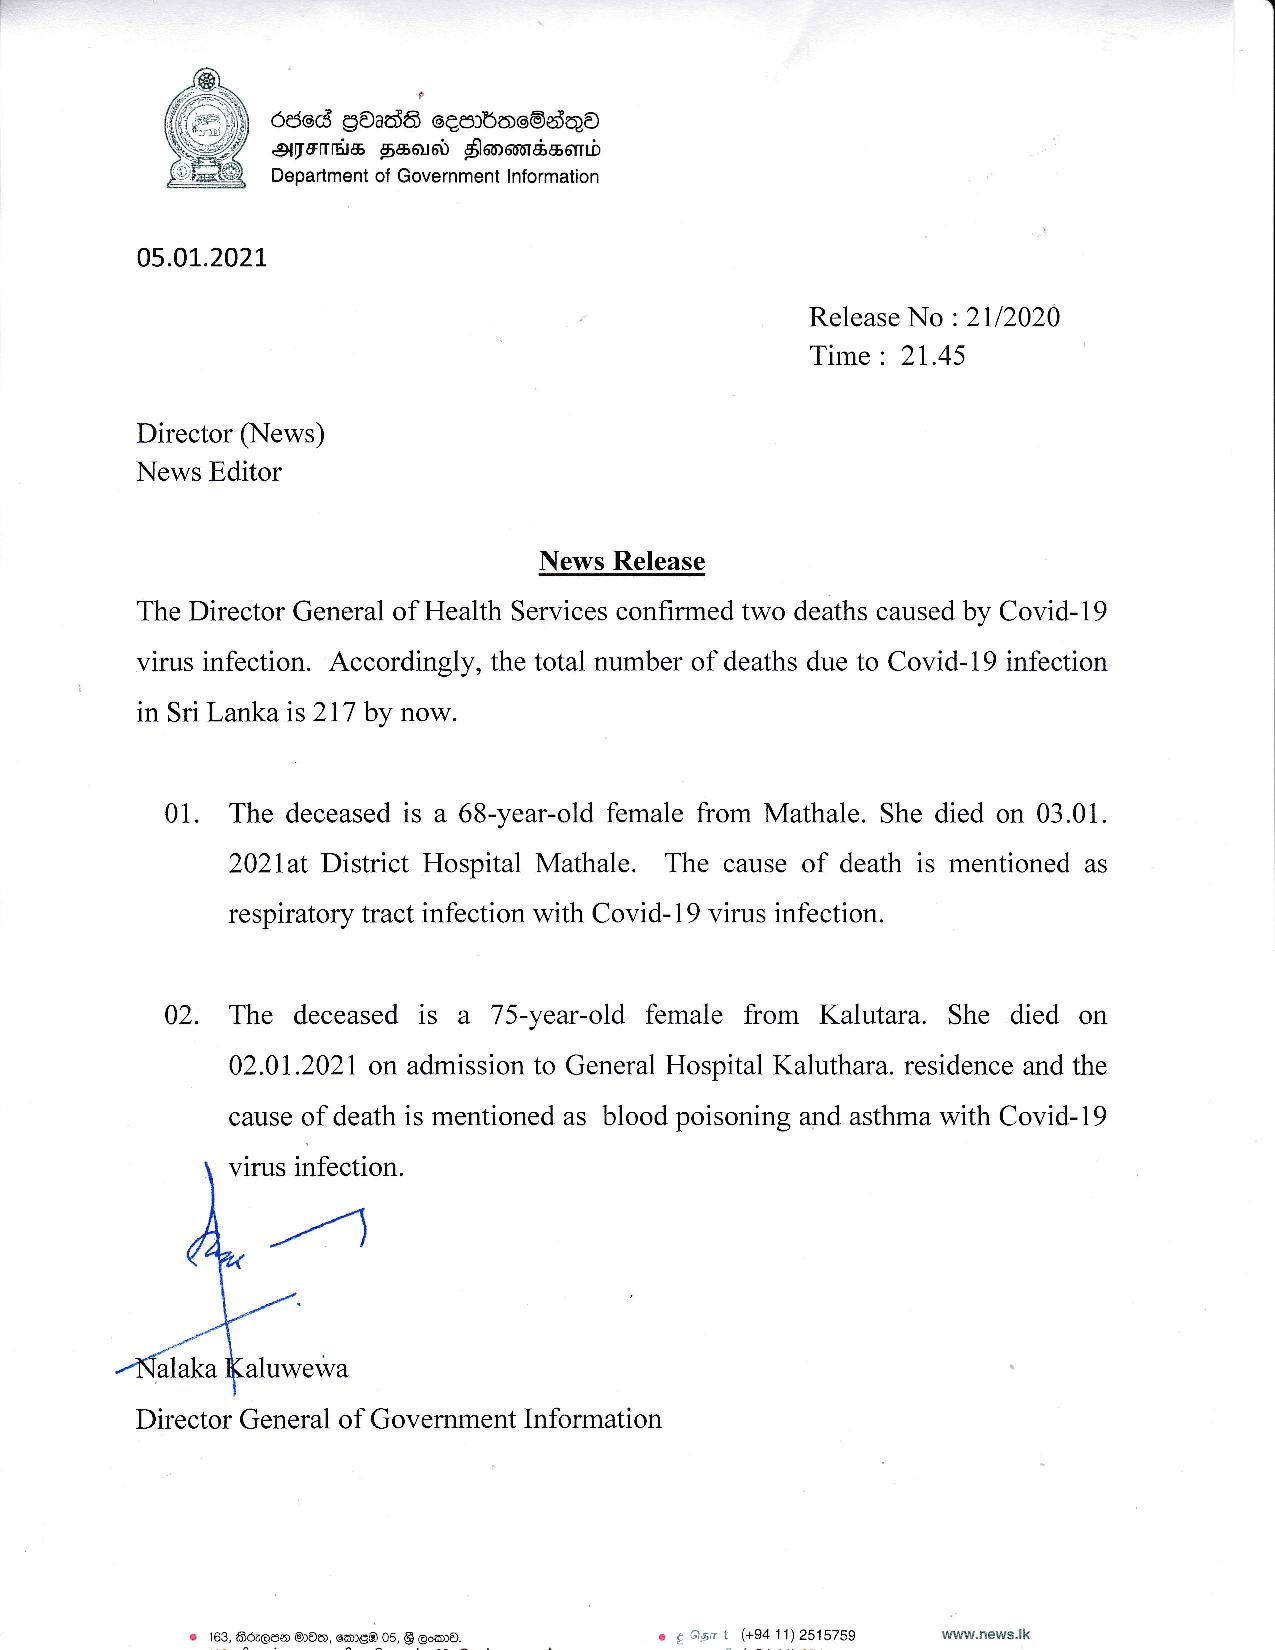 රජයේ ප්‍රවෘත්ති දෙපාර්තමේන්තුව
அரசாங்க தகவல் திணைக்களம்
Department of Government Information
05.01.2021
Release No : 21/2020
Time : 21.45
Director (News)
News Editor
News Release
The Director General of Health Services confirmed two deaths caused by Covid-19
virus infection. Accordingly, the total number of deaths due to Covid-19 infection
in Sri Lanka is 217 by now.
01. The deceased is a 68-year-old female from Mathale. She died on 03.01.
2021at District Hospital Mathale. The cause of death is mentioned as
respiratory tract infection with Covid-19 virus infection.
02. The deceased is a 75-year-old female from Kalutara. She died on
02.01.2021 on admission to General Hospital Kaluthara. residence and the
cause of death is mentioned as blood poisoning and asthma with Covid-19
virus infection.
Nalaka Kaluwewa
Director General of Government Information
163, කිරුලපන මාවත, කොළඹ 05, ශ්‍රී ලංකාව.
(+94 11) 2515759
www.news.lk